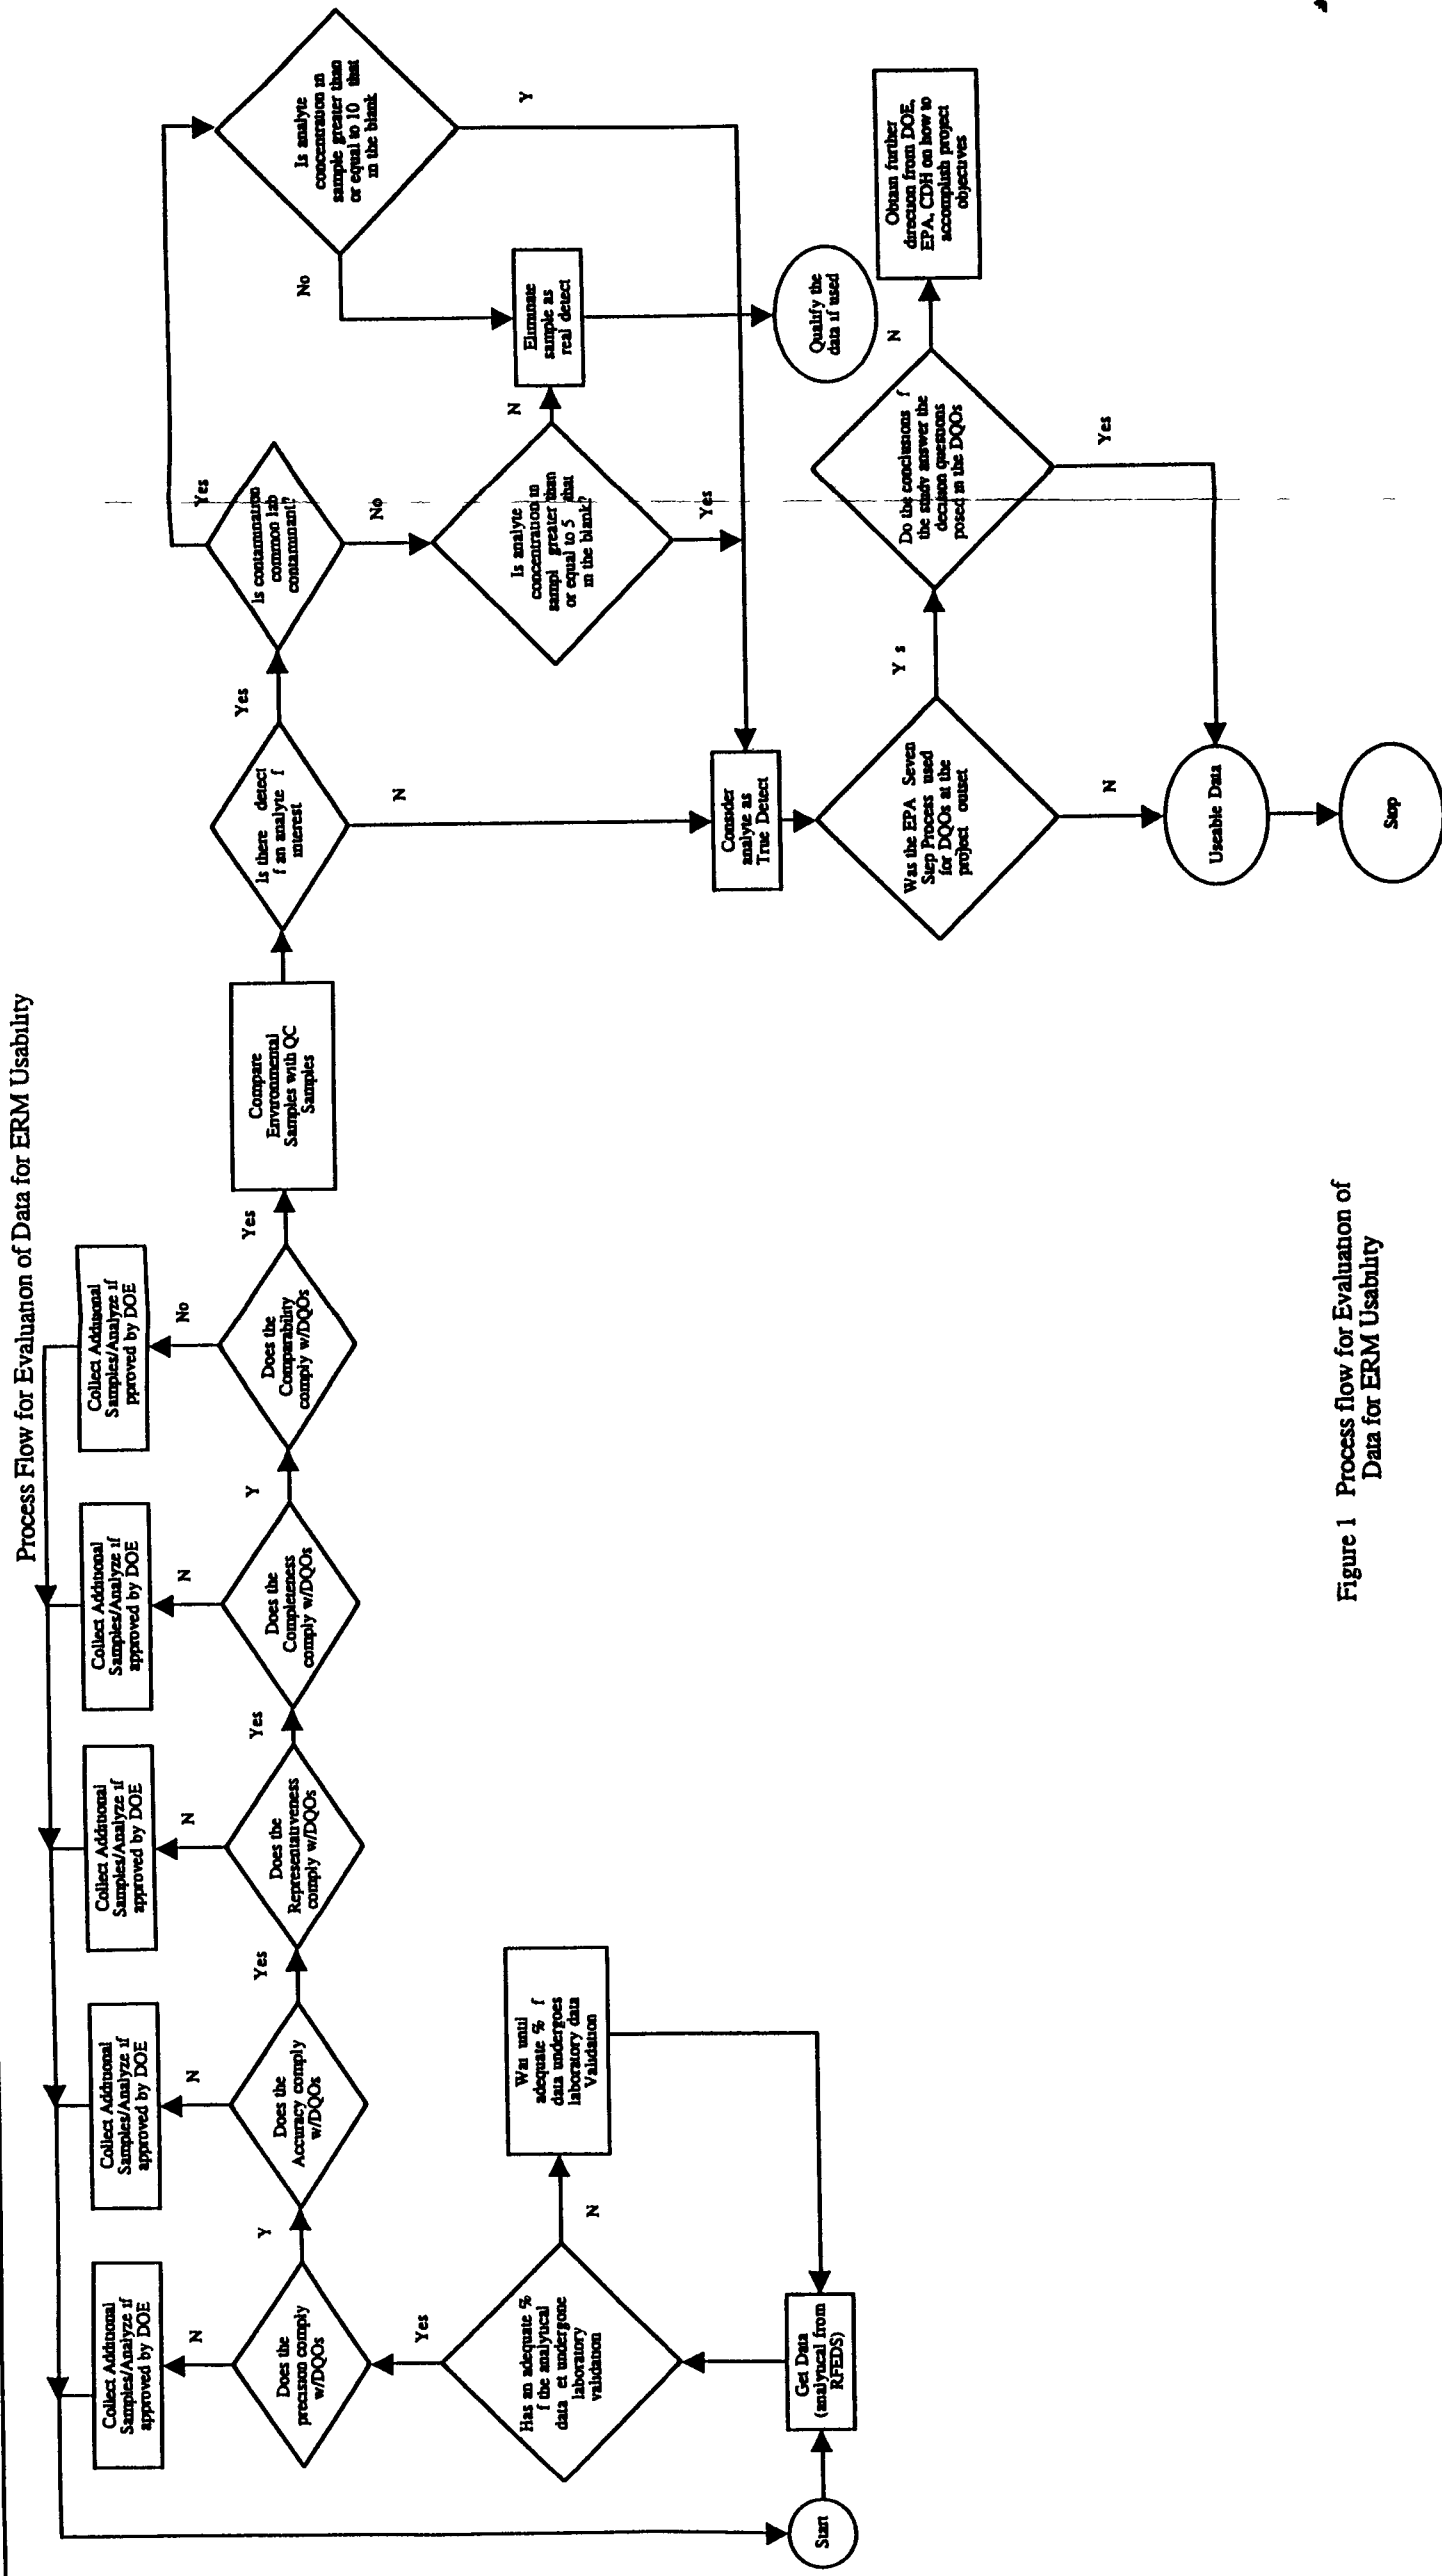 Process Flow for Evaluation of Data for ERM Usability
Collect Additional
Samples/Analyze if
approved by DOE
Collect Additional
Samples/Analyze if
approved by DOE
Collect Additional
Samples/Analyze if
approved by DOE
Collect Additional
Samples/Analyze if
approved by DOE
Collect Additional
Samples/Analyze if
pproved by DOE
N
N
N
N
No
Does the
precision comply
w/DQOs
Y
Does the
Accuracy comply
w/DQOs
Yes
Does the
Representativeness
comply w/DQOs
Yes
Does the
Completeness
comply w/DQOs
Y
Does the
Comparability
comply w/DQOs
Yes
Compare
Environmental
Samples with QC
Samples
Is there detect
f an analyte f
interest
Yes
Is contamination
common lab
contaminant?
Yes
Is analyte
concentration in
sample greater than
or equal to 10 that
in the blank
No
Y
No
Is analyte
concentration in
sampl greater than
or equal to 5 that
in the blank?
N
Eliminate
sample as
real detect
Yes
N
Qualify the
data if used
Yes
Has an adequate %
f the analytical
data et undergone
laboratory
validation
N
Wai until
adequate % f
data undergoes
laboratory data
Validation
Start
Get Data
(analytical from
RFEDS)
Consider
analyte as
True Detect
Was the EPA Seven
Step Process used
for DQOs at the
project outset
Y s
Do the conclusions f
the study answer the
decision questions
posed in the DQOs
N
Obtain further
direction from DOE,
EPA, CDH on how to
accomplish project
objectives
N
Yes
Useable Data
Stop
Figure 1 Process flow for Evaluation of
Data for ERM Usability